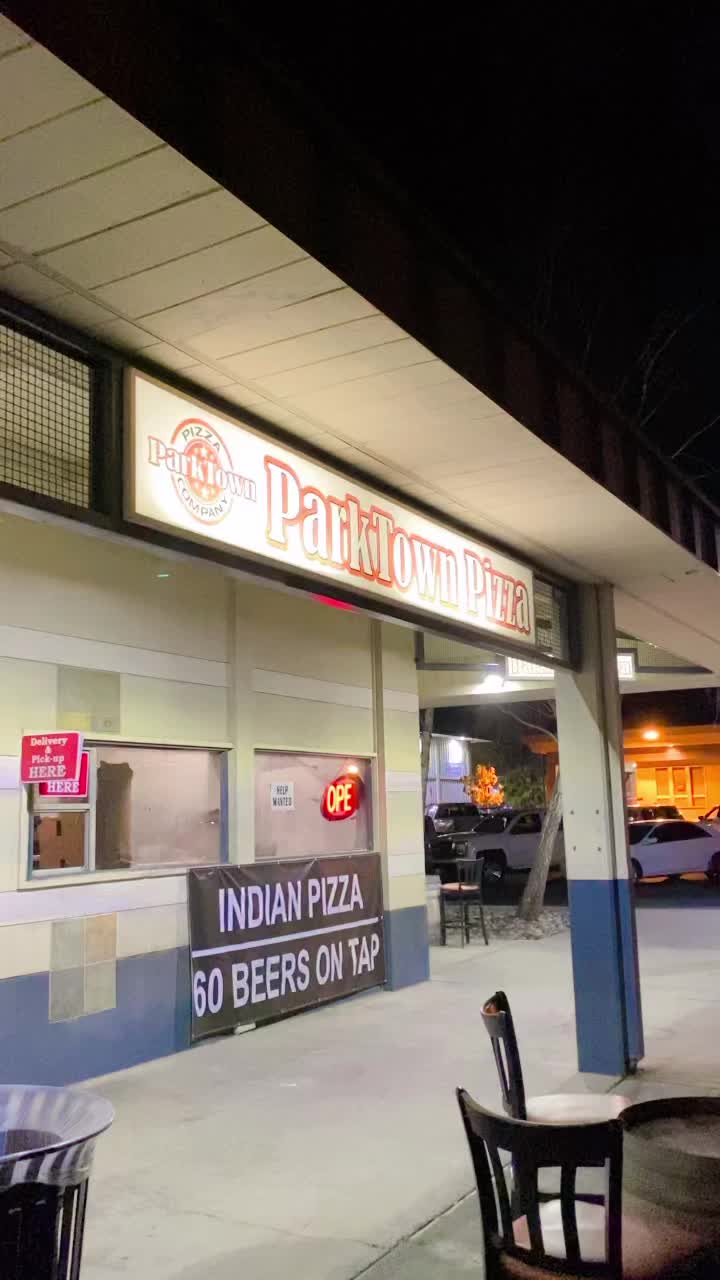 PIZZA
ParkTown
COMPANY
ParkTown Pizza
Delivery
&
Pick-up
HERE
HERE
HELP
WANTED
OPE
INDIAN PIZZA
60 BEERS ON TAP